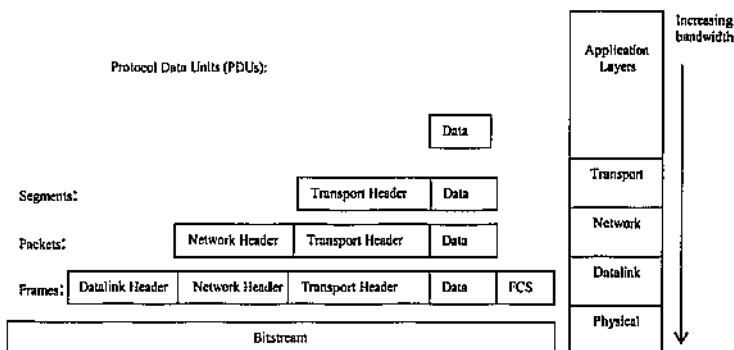 Increasing
bandwidth
Application
Layers
Protocol Data Units (PDUs):
Data
Transport
Segments:
Transport Header
Data
Network
Packets:
Network Header
Transport Header
Data
Datalink
Frames:
Datalink Header
Network Header
Transport Header
Data
FCS
Physical
Bitstream